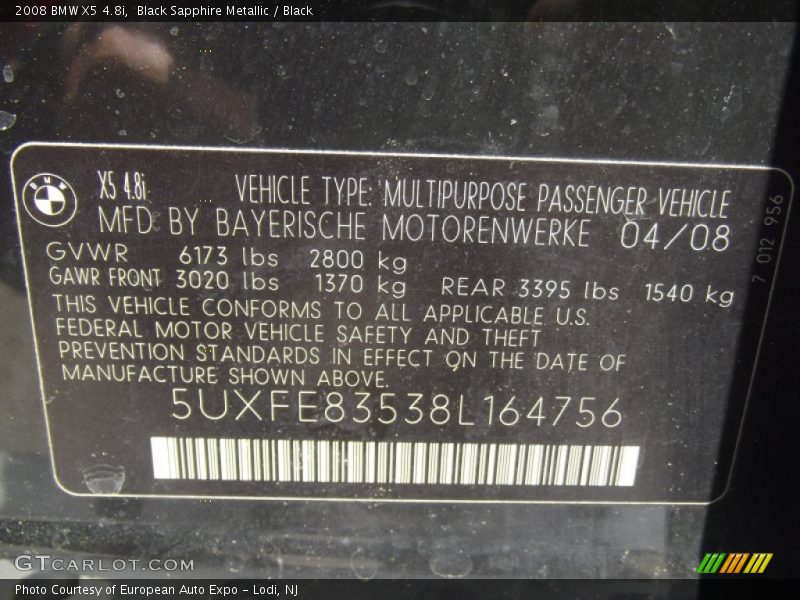 2008 BMW X5 4.8i, Black Sapphire Metallic / Black
BMW
X5 4.8i VEHICLE TYPE: MULTIPURPOSE PASSENGER VEHICLE
MFD BY BAYERISCHE MOTORENWERKE 04/08
GVWR 6173 lbs 2800 kg
GAWR FRONT 3020 lbs 1370 kg REAR 3395 lbs 1540 kg
THIS VEHICLE CONFORMS TO ALL APPLICABLE U.S.
FEDERAL MOTOR VEHICLE SAFETY AND THEFT
PREVENTION STANDARDS IN EFFECT ON THE DATE OF
MANUFACTURE SHOWN ABOVE.
5UXFE83538L164756
7 012 956
GTCARLOT.COM
Photo Courtesy of European Auto Expo - Lodi, NJ